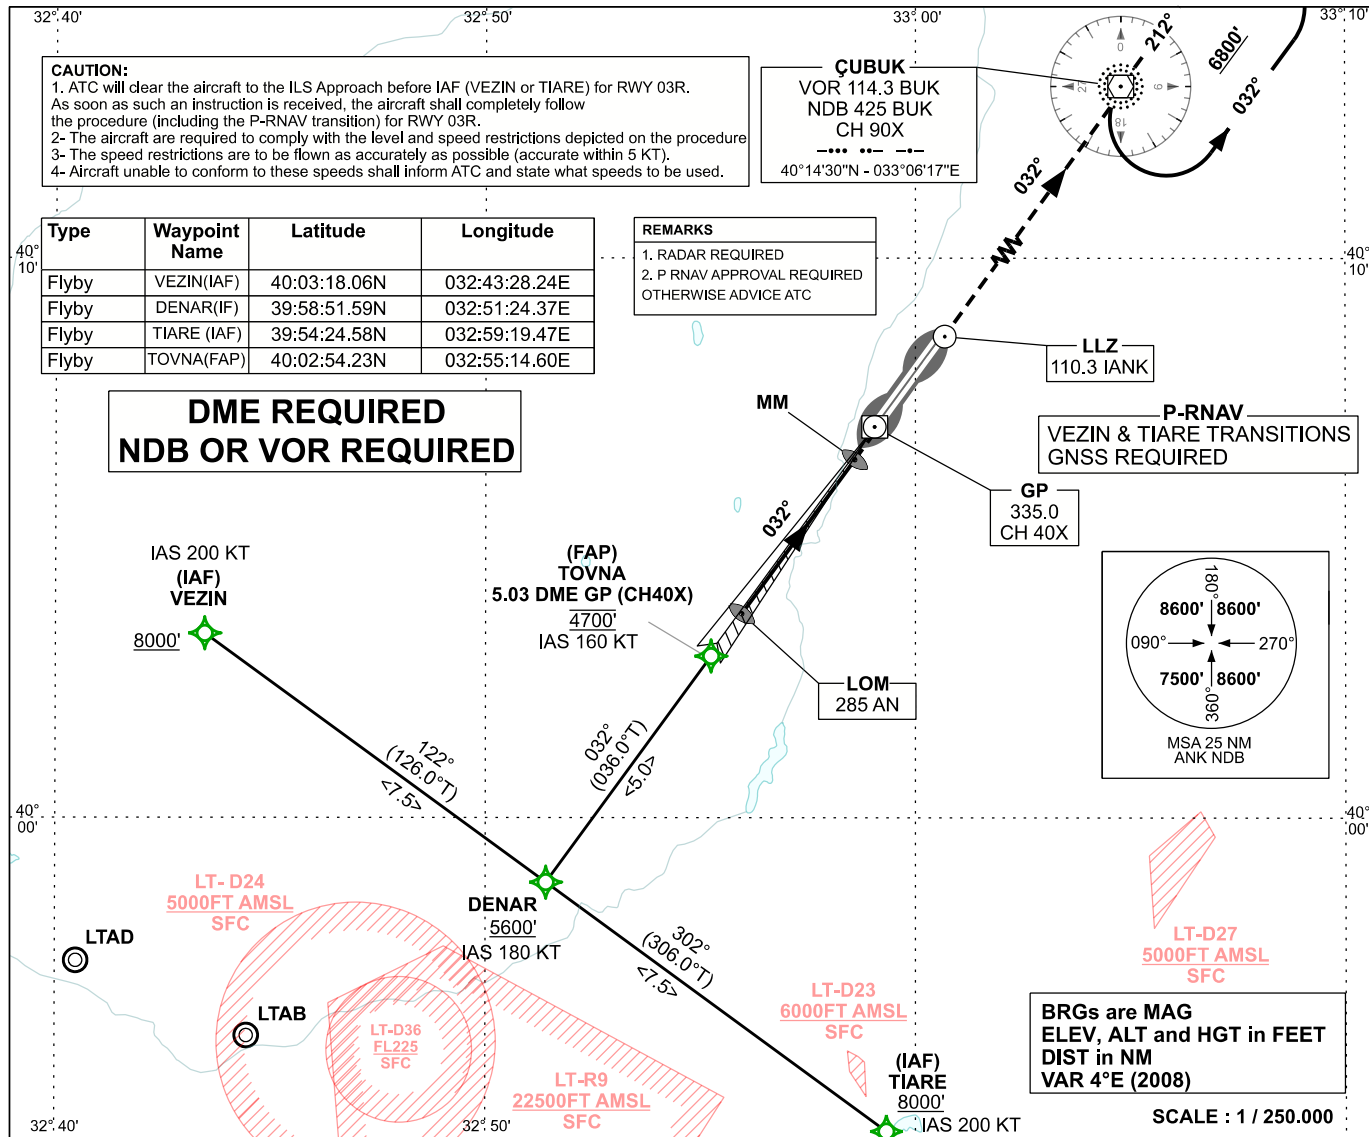 32°40'
32°50'
33°00'
33°10'
CAUTION:
1. ATC will clear the aircraft to the ILS Approach before IAF (VEZIN or TIARE) for RWY 03R.
As soon as such an instruction is received, the aircraft shall completely follow
the procedure (including the P-RNAV transition) for RWY 03R.
2- The aircraft are required to comply with the level and speed restrictions depicted on the procedure
3- The speed restrictions are to be flown as accurately as possible (accurate within 5 KT).
4- Aircraft unable to conform to these speeds shall inform ATC and state what speeds to be used.
ÇUBUK
VOR 114.3 BUK
NDB 425 BUK
CH 90X
40°14'30"N - 033°06'17"E
0
9
18
27
212°
6800'
032°
032°
Type Waypoint Name Latitude Longitude
Flyby VEZIN(IAF) 40:03:18.06N 032:43:28.24E
Flyby DENAR(IF) 39:58:51.59N 032:51:24.37E
Flyby TIARE (IAF) 39:54:24.58N 032:59:19.47E
Flyby TOVNA(FAP) 40:02:54.23N 032:55:14.60E
REMARKS
1. RADAR REQUIRED
2. P RNAV APPROVAL REQUIRED
OTHERWISE ADVICE ATC
40°
10'
40°
10'
DME REQUIRED
NDB OR VOR REQUIRED
LLZ
110.3 IANK
MM
P-RNAV
VEZIN & TIARE TRANSITIONS
GNSS REQUIRED
GP
335.0
CH 40X
032°
IAS 200 KT
(IAF)
VEZIN
8000'
(FAP)
TOVNA
5.03 DME GP (CH40X)
4700'
IAS 160 KT
LOM
285 AN
180°
8600'
8600'
090°
270°
7500'
8600'
360°
MSA 25 NM
ANK NDB
122°
(126.0°T)
<7.5>
032°
(036.0°T)
<5.0>
40°
00'
40°
00'
LT- D24
5000FT AMSL
SFC
DENAR
5600'
IAS 180 KT
302°
(306.0°T)
<7.5>
LTAD
LTAB
LT-D36
FL225
SFC
LT-R9
22500FT AMSL
SFC
LT-D23
6000FT AMSL
SFC
LT-D27
5000FT AMSL
SFC
(IAF)
TIARE
8000'
IAS 200 KT
BRGs are MAG
ELEV, ALT and HGT in FEET
DIST in NM
VAR 4°E (2008)
SCALE : 1 / 250.000
32°40'
32°50'